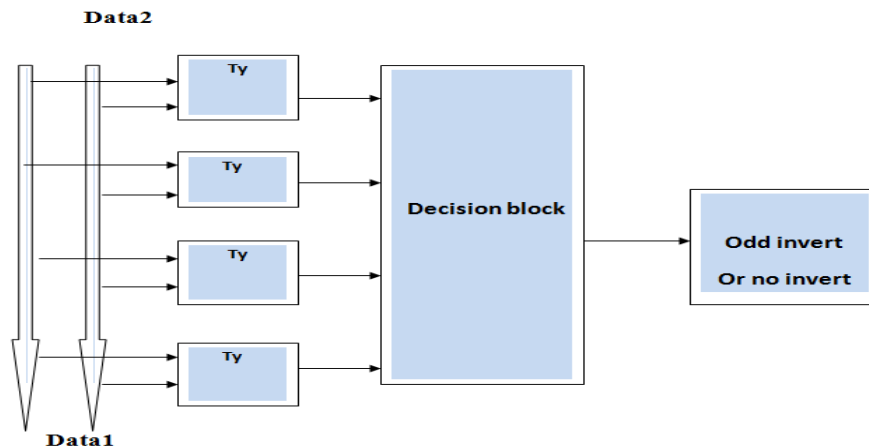 Data2
Ty
Ty
Ty
Ty
Decision block
Odd invert
Or no invert
Data1